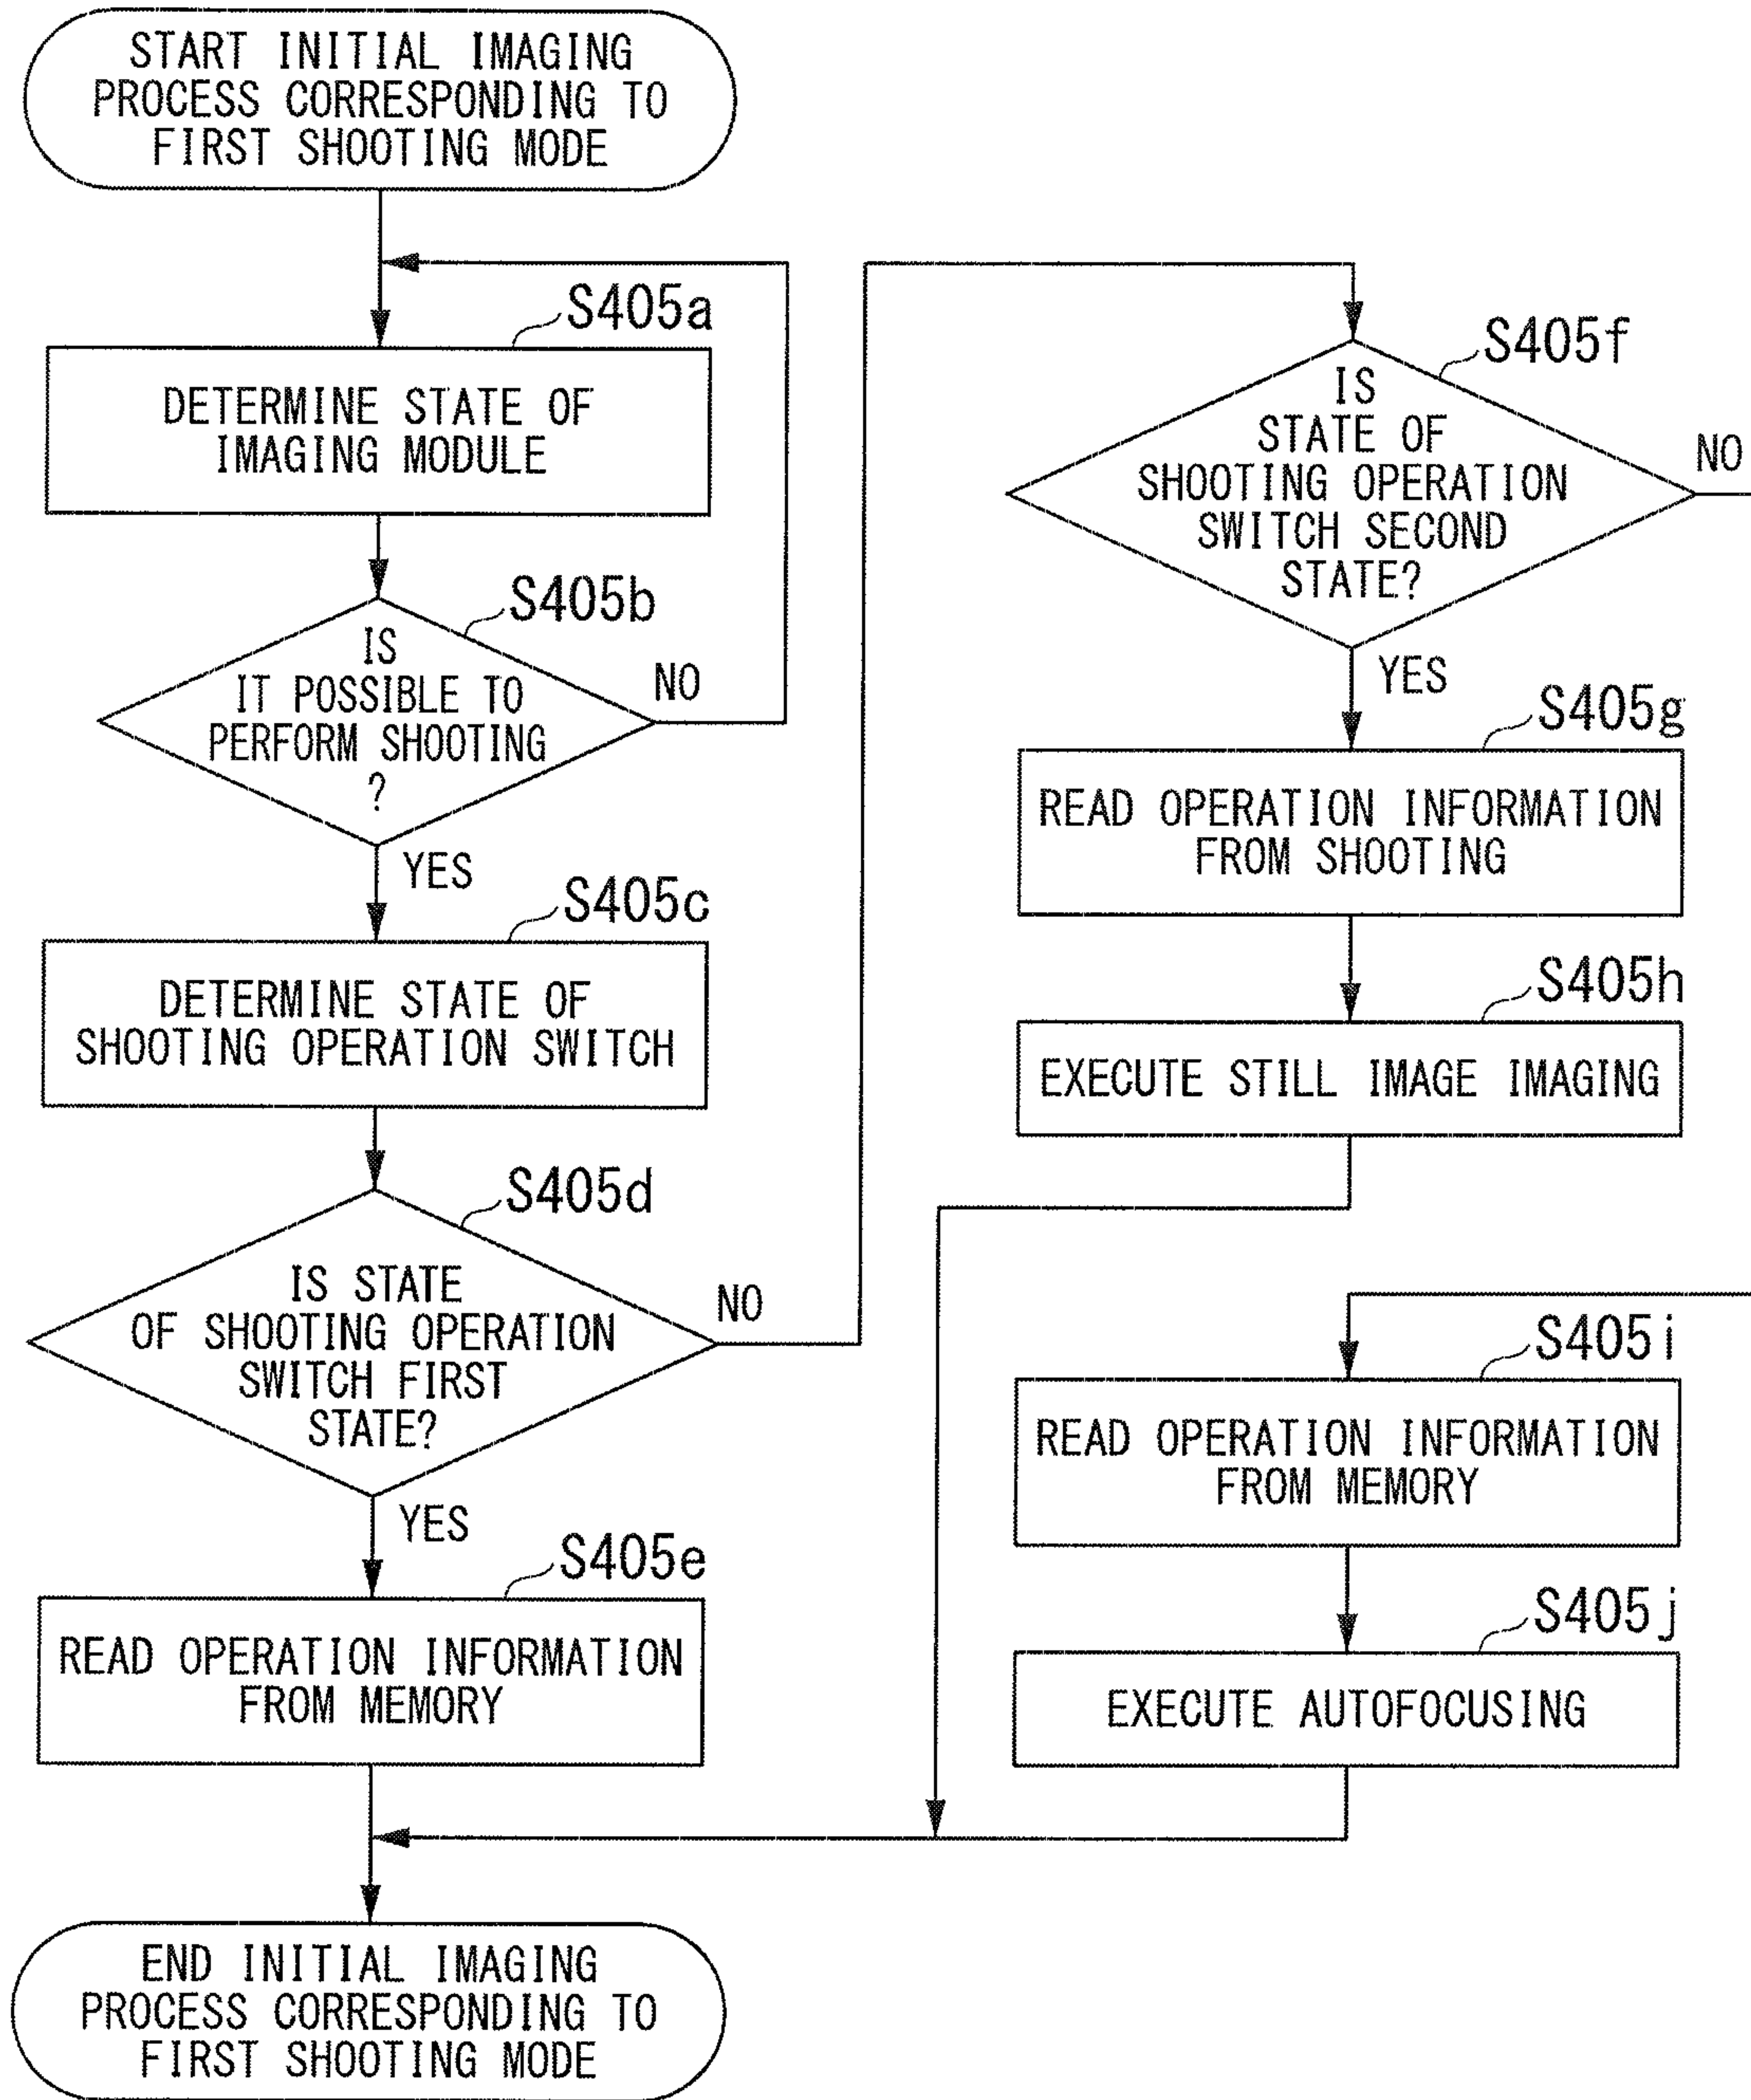 START INITIAL IMAGING
PROCESS CORRESPONDING TO
FIRST SHOOTING MODE
S405a
DETERMINE STATE OF
IMAGING MODULE
S405b
IS
IT POSSIBLE TO
PERFORM SHOOTING
?
NO
YES
S405c
DETERMINE STATE OF
SHOOTING OPERATION SWITCH
S405d
IS STATE
OF SHOOTING OPERATION
SWITCH FIRST
STATE?
NO
YES
S405e
READ OPERATION INFORMATION
FROM MEMORY
S405f
IS
STATE OF
SHOOTING OPERATION
SWITCH SECOND
STATE?
NO
YES
S405g
READ OPERATION INFORMATION
FROM SHOOTING
S405h
EXECUTE STILL IMAGE IMAGING
S405i
READ OPERATION INFORMATION
FROM MEMORY
S405j
EXECUTE AUTOFOCUSING
END INITIAL IMAGING
PROCESS CORRESPONDING TO
FIRST SHOOTING MODE